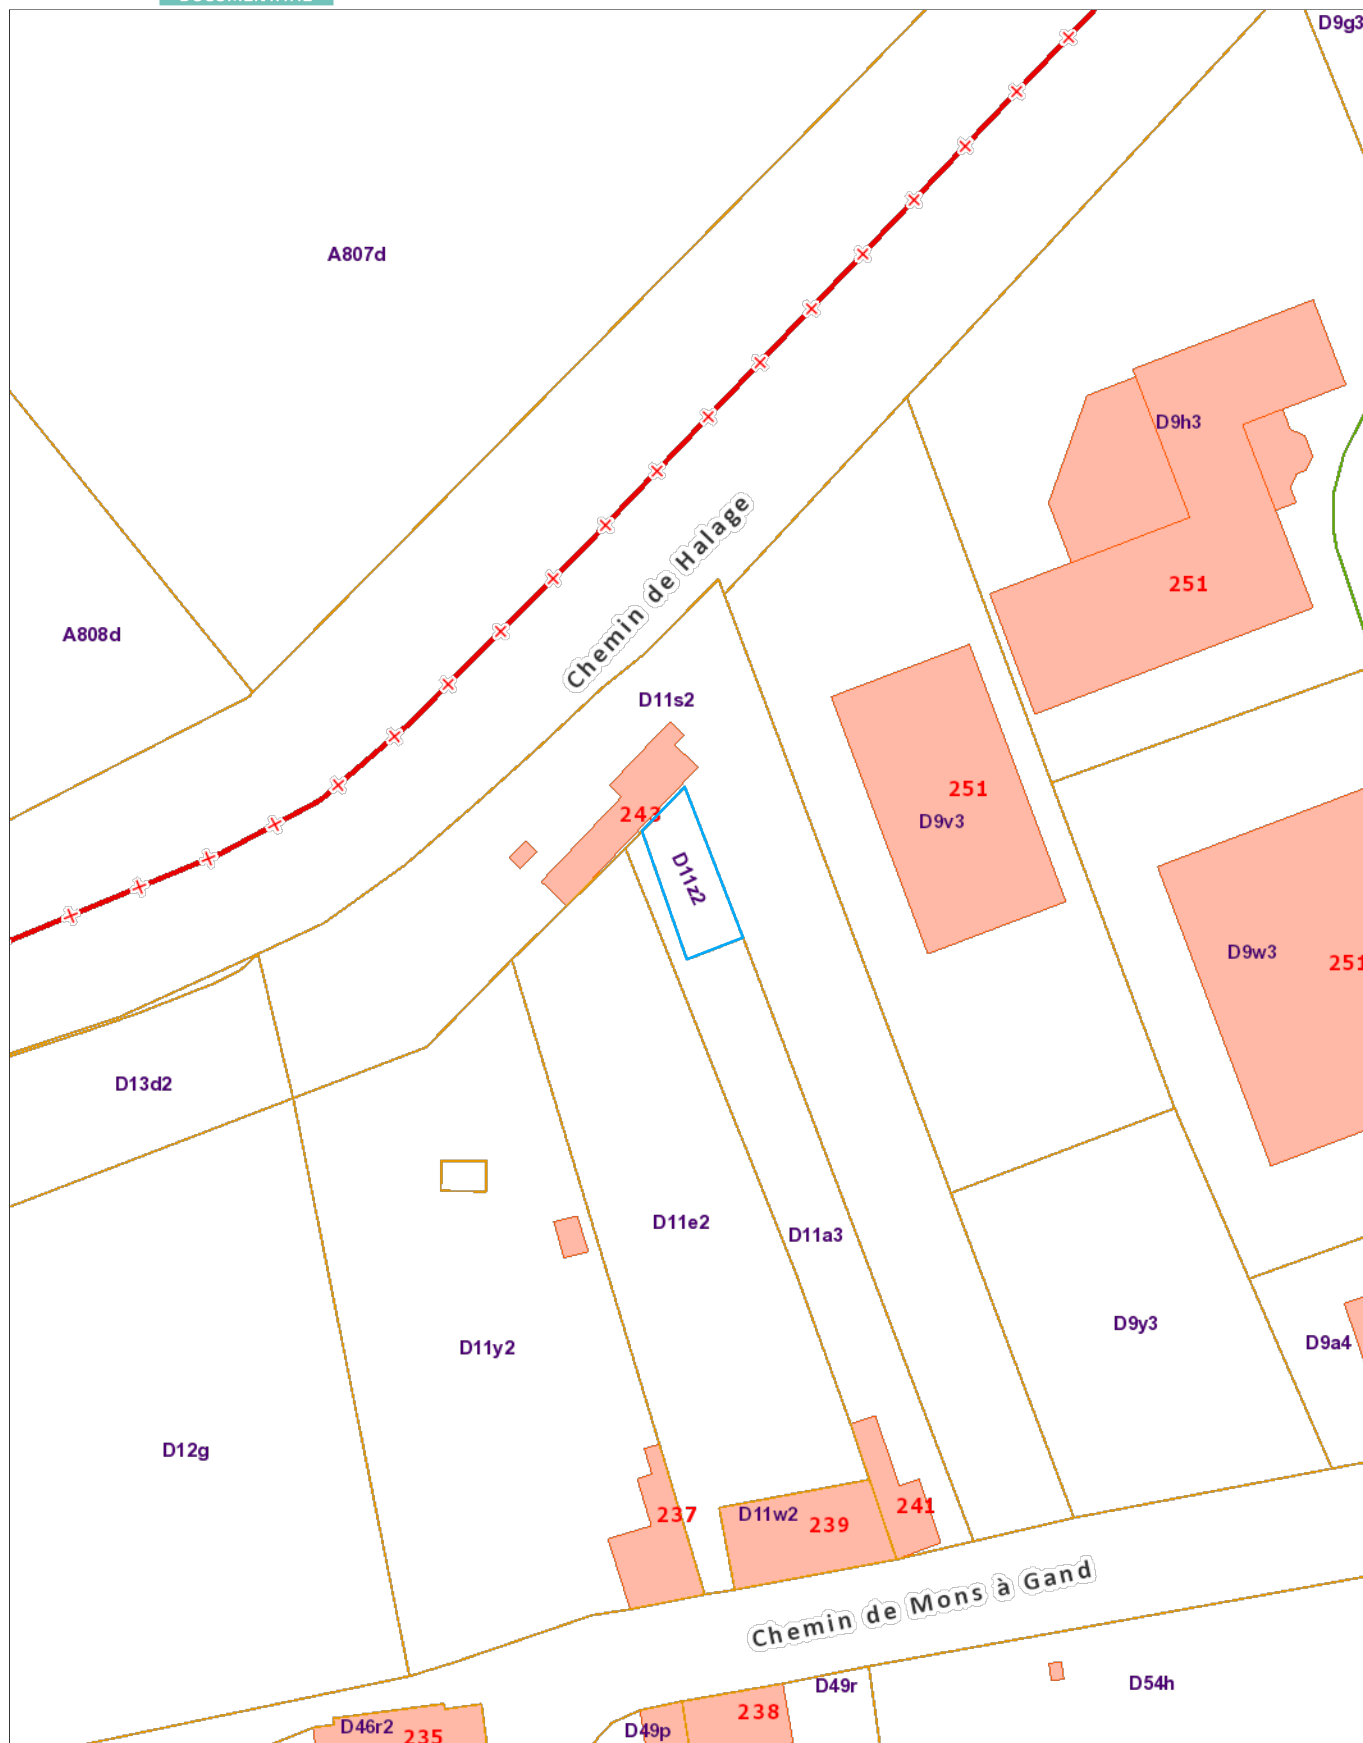 D9g3
A807d
D9h3
251
Chemin de Halage
A808d
D11s2
251
243
D9v3
D11z2
D9w3
251
D13d2
D11e2
D11a3
D9y3
D9a4
D11y2
D12g
241
237
D11w2
239
Chemin de Mons à Gand
D49r
D54h
238
D46r2
D49p
235